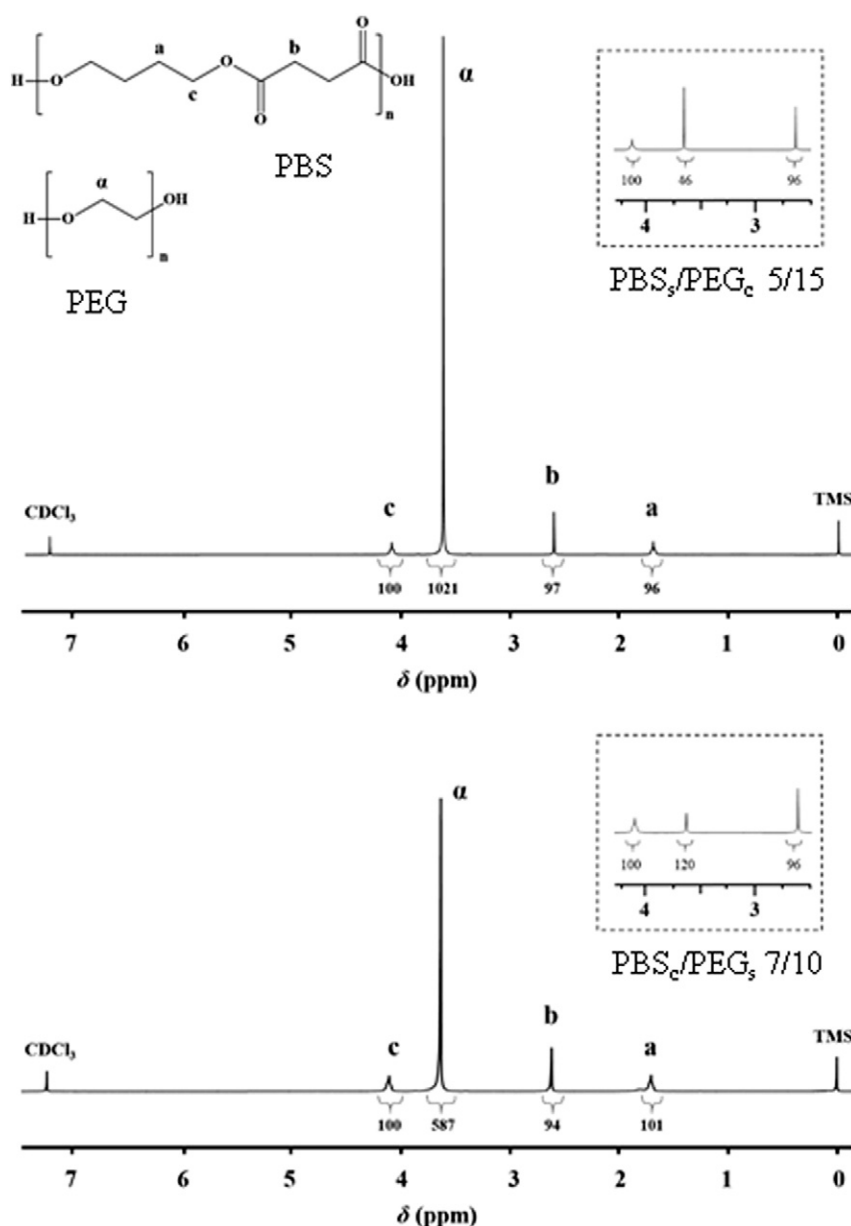 a
b
O
O
H
O
c
O
OH
n
PBS
α
H
O
OH
n
PEG
α
100
46
96
4
3
PBSₛ/PEG꜀ 5/15
CDCl₃
c
b
a
TMS
100
1021
97
96
7
6
5
4
3
2
1
0
δ (ppm)
α
100
120
96
4
3
PBS꜀/PEGₛ 7/10
CDCl₃
c
b
a
TMS
100
587
94
101
7
6
5
4
3
2
1
0
δ (ppm)